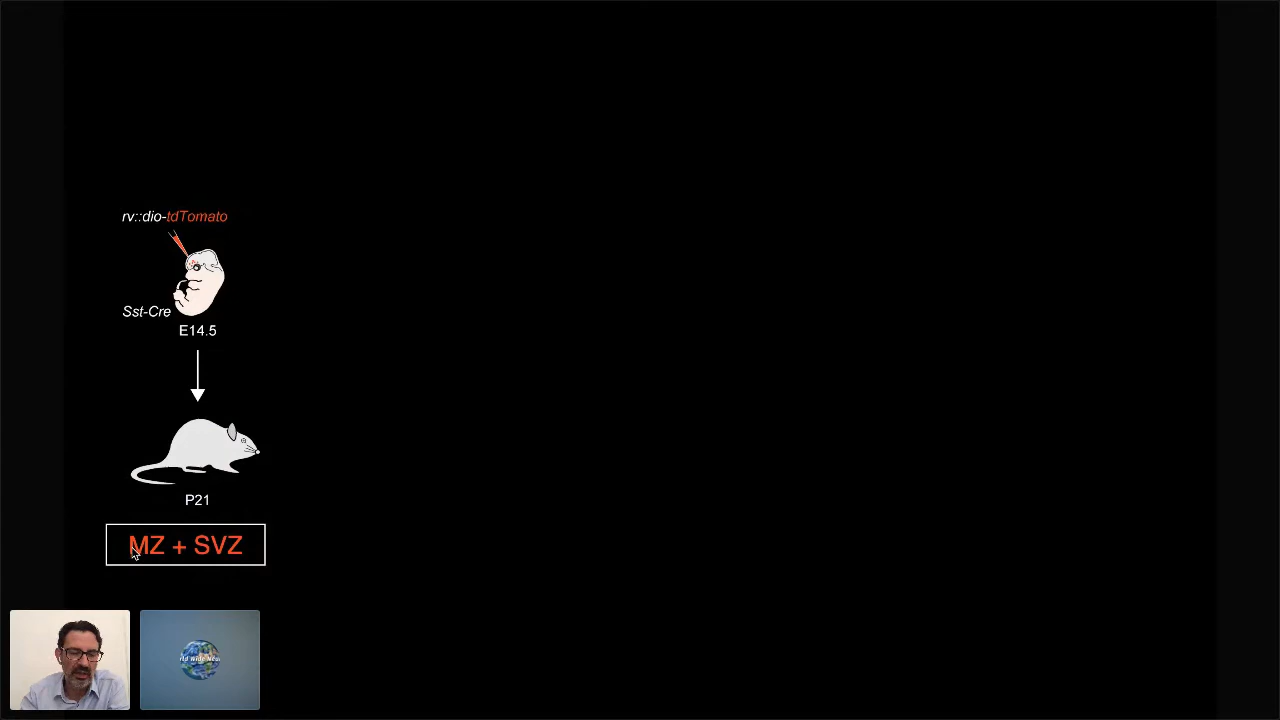 rv::dio-tdTomato
Sst-Cre
E14.5
P21
MZ + SVZ